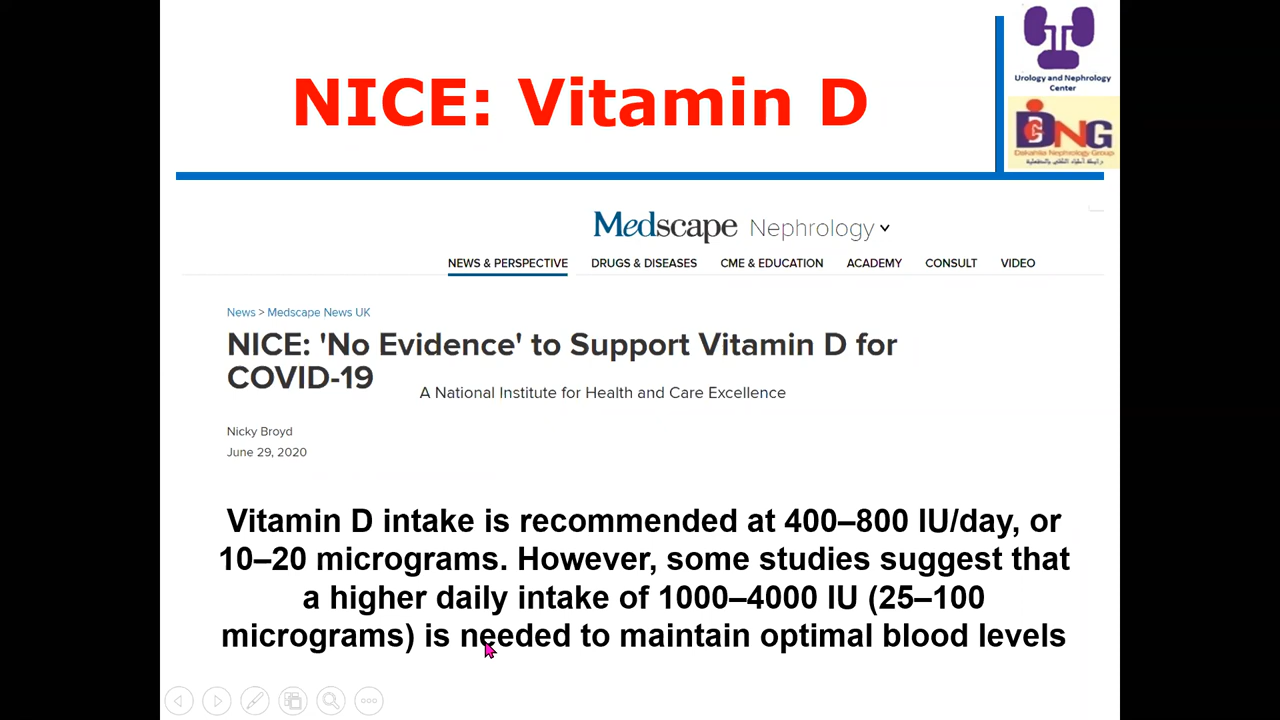 NICE: Vitamin D
Urology and Nephrology
Center
DCNG
Dakahlia Nephrology Group
Medscape Nephrology
NEWS & PERSPECTIVE DRUGS & DISEASES CME & EDUCATION ACADEMY CONSULT VIDEO
News > Medscape News UK
NICE: 'No Evidence' to Support Vitamin D for
COVID-19
A National Institute for Health and Care Excellence
Nicky Broyd
June 29, 2020
Vitamin D intake is recommended at 400–800 IU/day, or
10–20 micrograms. However, some studies suggest that
a higher daily intake of 1000–4000 IU (25–100
micrograms) is needed to maintain optimal blood levels